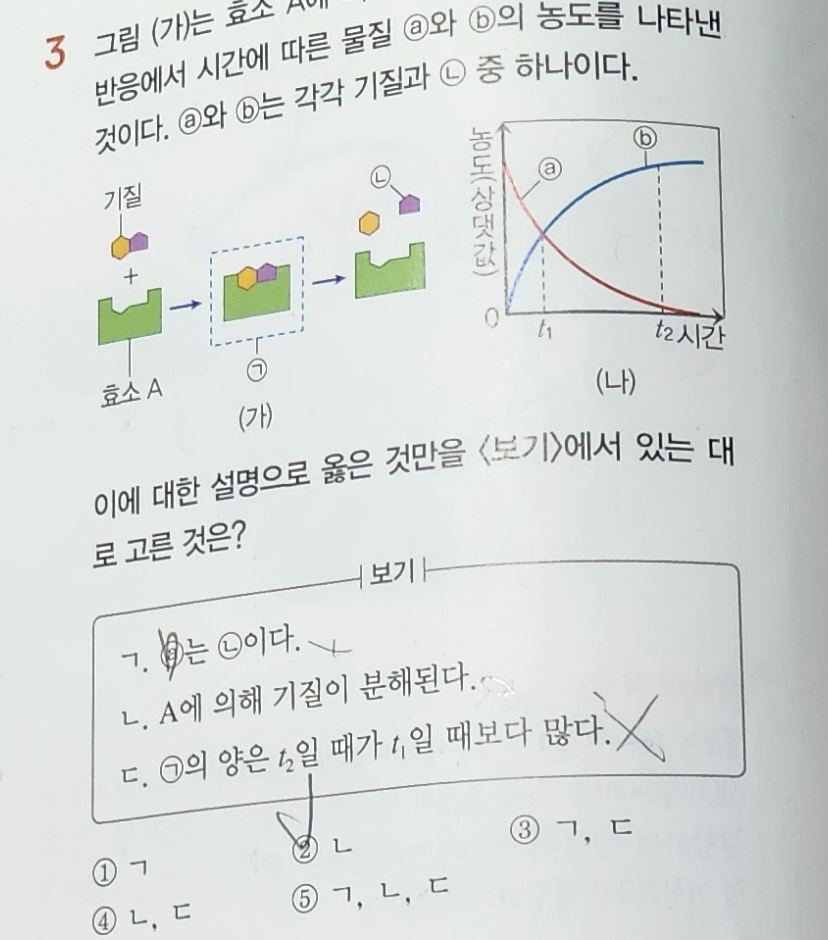 3 그림 (가)는 효소 A에
반응에서 시간에 따른 물질 ⓐ와 ⓑ의 농도를 나타낸
것이다. ⓐ와 ⓑ는 각각 기질과 ㉡ 중 하나이다.
기질
+
효소 A
㉠
㉡
(가)
농도(상댓값)
ⓐ
ⓑ
0
t₁
t₂ 시간
(나)
이에 대한 설명으로 옳은 것만을 〈보기〉에서 있는 대
로 고른 것은?
보기
ㄱ. ⓐ는 ㉡이다.
ㄴ. A에 의해 기질이 분해된다.
ㄷ. ㉠의 양은 t₂일 때가 t₁일 때보다 많다.
① ㄱ ② ㄴ ③ ㄱ, ㄷ
④ ㄴ, ㄷ ⑤ ㄱ, ㄴ, ㄷ